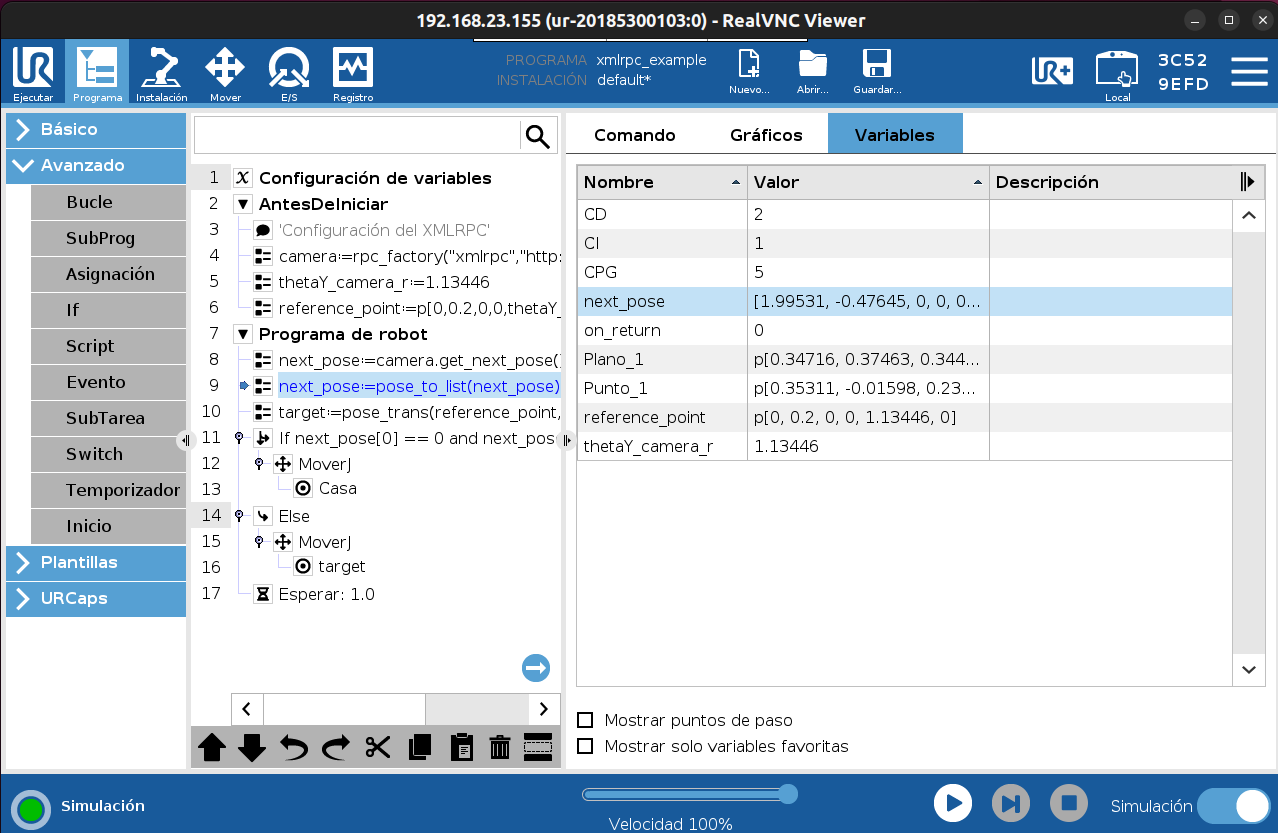 192.168.23.155 (ur-20185300103:0) - RealVNC Viewer
UR
Ejecutar
Programa
Instalación
Mover
E/S
Registro
PROGRAMA xmlrpc_example
INSTALACIÓN default*
Nuevo...
Abrir...
Guardar...
UR+
Local
3C52
9EFD
Básico
Avanzado
Bucle
SubProg
Asignación
If
Script
Evento
SubTarea
Switch
Temporizador
Inicio
Plantillas
URCaps
1 X Configuración de variables
2 AntesDeIniciar
3 'Configuración del XMLRPC'
4 camera:=rpc_factory("xmlrpc","http:
5 thetaY_camera_r:=1.13446
6 reference_point:=p[0,0.2,0,0,thetaY_
7 Programa de robot
8 next_pose:=camera.get_next_pose()
9 next_pose:=pose_to_list(next_pose)
10 target:=pose_trans(reference_point,
11 If next_pose[0] == 0 and next_pos
12 MoverJ
13 Casa
14 Else
15 MoverJ
16 target
17 Esperar: 1.0
Comando Gráficos Variables
Nombre Valor Descripción
CD 2
CI 1
CPG 5
next_pose [1.99531, -0.47645, 0, 0, 0...
on_return 0
Plano_1 p[0.34716, 0.37463, 0.344...
Punto_1 p[0.35311, -0.01598, 0.23...
reference_point p[0, 0.2, 0, 0, 1.13446, 0]
thetaY_camera_r 1.13446
Mostrar puntos de paso
Mostrar solo variables favoritas
Simulación
Velocidad 100%
Simulación